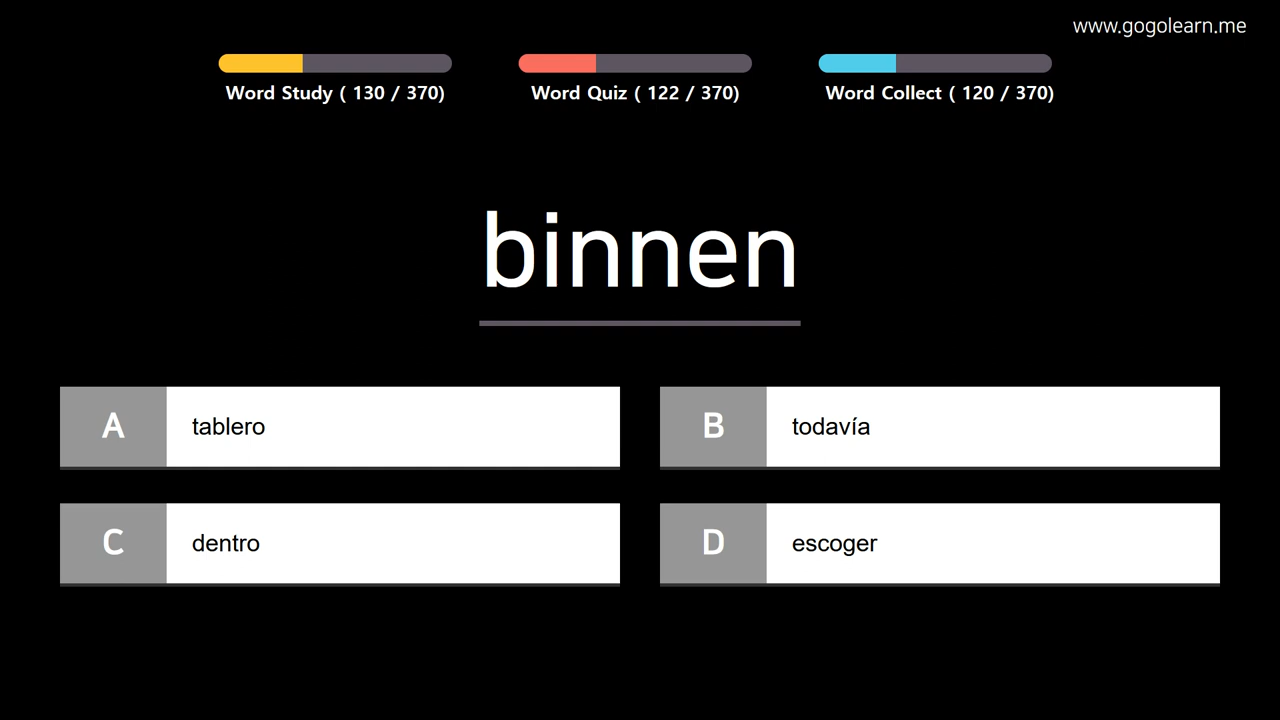 www.gogolearn.me
Word Study ( 130 / 370)
Word Quiz ( 122 / 370)
Word Collect ( 120 / 370)
binnen
A tablero
B todavía
C dentro
D escoger